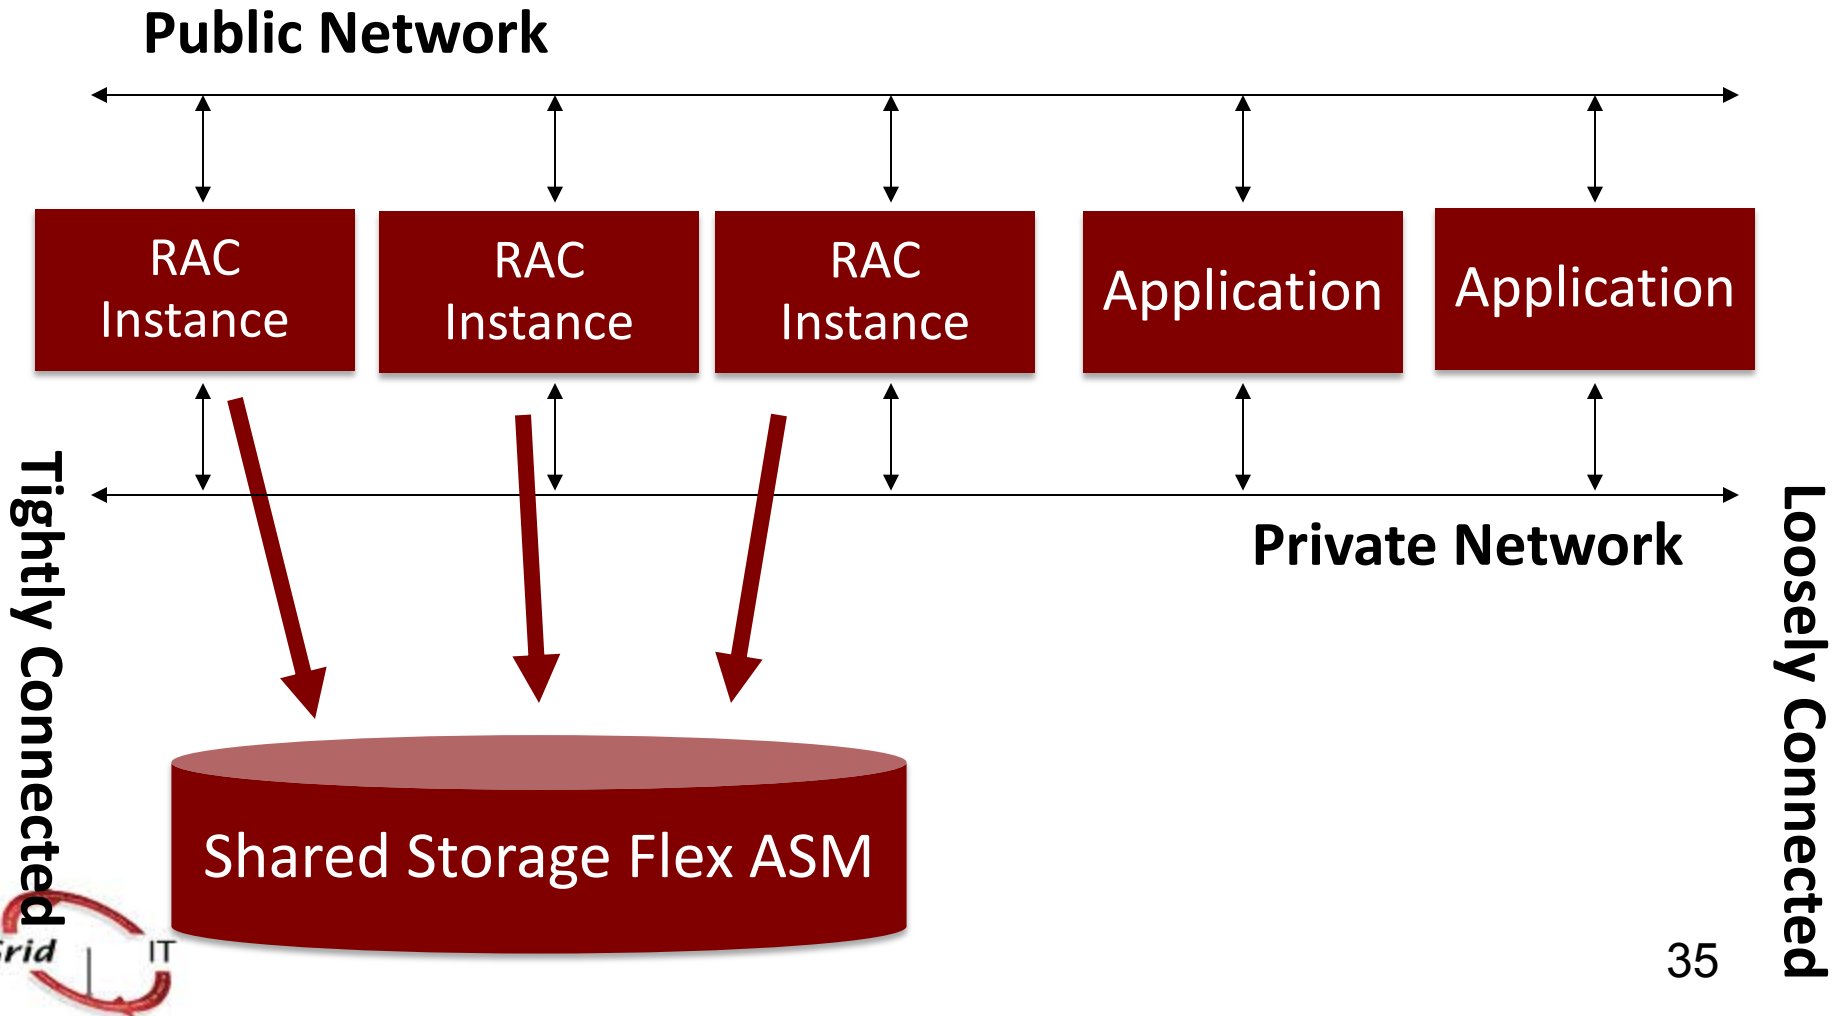 Public Network
RAC
Instance
RAC
Instance
RAC
Instance
Application
Application
Tightly Connected
Private Network
Loosely Connected
Shared Storage Flex ASM
rid
IT
35